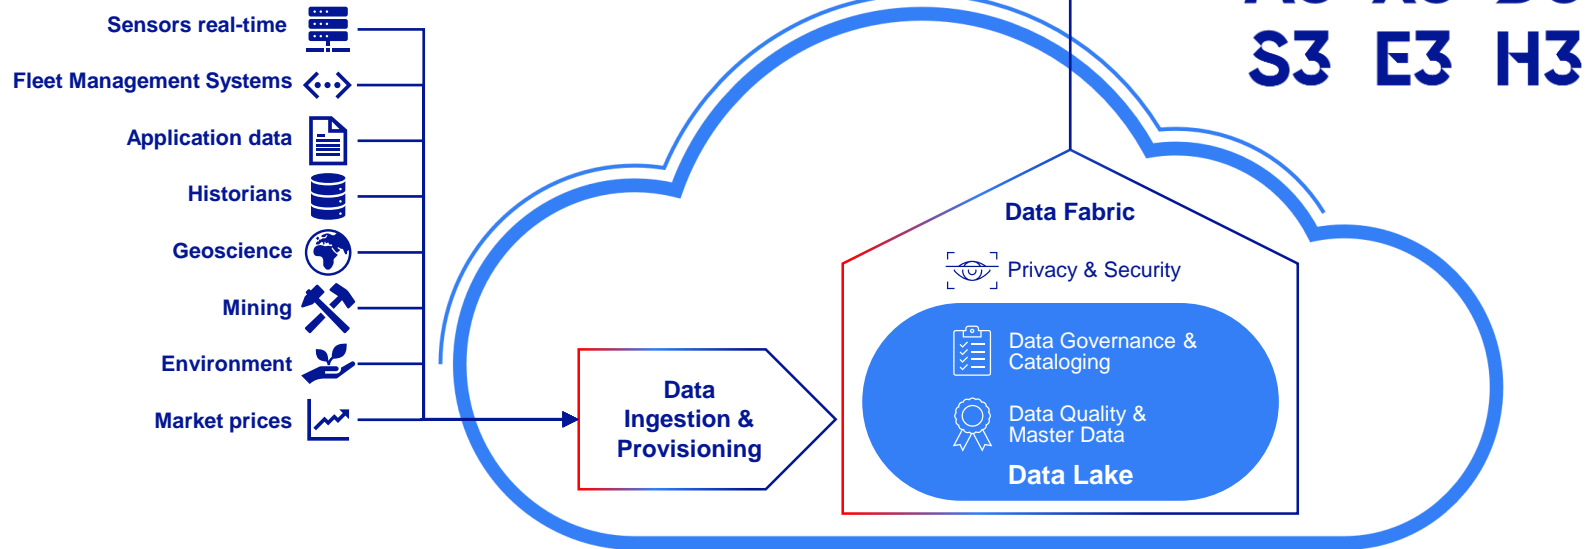 Sensors real-time
Fleet Management Systems
Application data
Historians
Geoscience
Mining
Environment
Market prices
Data
Ingestion &
Provisioning
Data Fabric
Privacy & Security
Data Governance &
Cataloging
Data Quality &
Master Data
Data Lake
S3 E3 H3